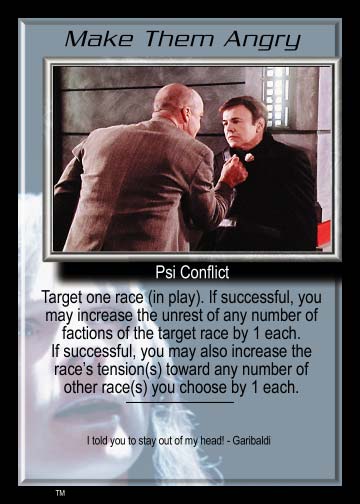 Make Them Angry
Psi Conflict
Target one race (in play). If successful, you
may increase the unrest of any number of
factions of the target race by 1 each.
If successful, you may also increase the
race's tension(s) toward any number of
other race(s) you choose by 1 each.
I told you to stay out of my head! - Garibaldi
TM